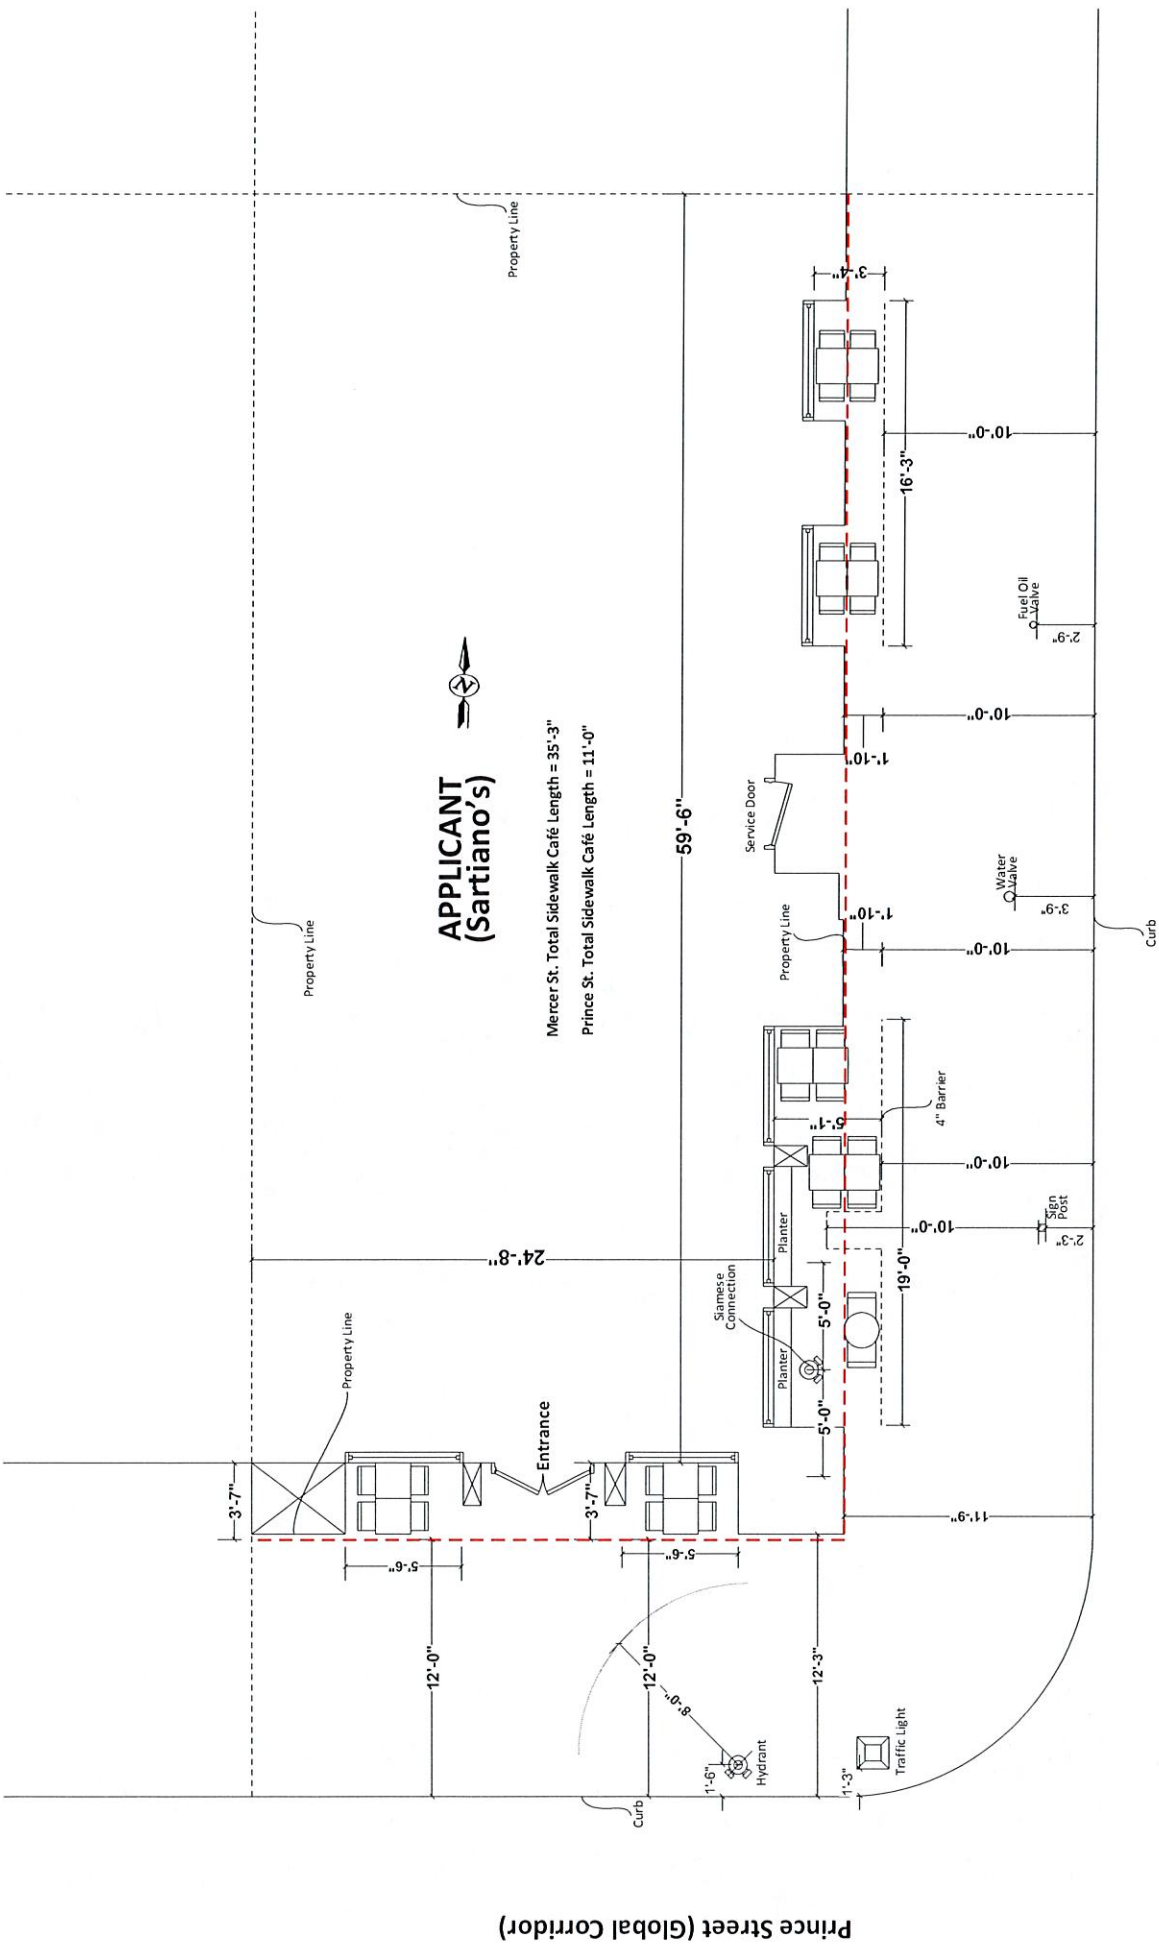 Property Line
Property Line
3'-4"
10'-0"
16'-3"
Fuel Oil
Valve
2'-9"
APPLICANT
(Sartiano's)
N
Mercer St. Total Sidewalk Café Length = 35'-3"
Prince St. Total Sidewalk Café Length = 11'-0"
59'-6"
10'-0"
1'-10"
Service Door
Water
Valve
3'-9"
Property Line
1'-10"
10'-0"
Curb
4" Barrier
5'-1"
10'-0"
Sign
Post
10'-0"
2'-3"
19'-0"
24'-8"
Planter
Planter
Siamese
Connection
5'-0"
5'-0"
Property Line
Entrance
3'-7"
3'-7"
11'-9"
5'-6"
5'-6"
12'-0"
12'-0"
12'-3"
8'-0"
1'-6"
Hydrant
1'-3"
Traffic Light
Curb
Prince Street (Global Corridor)